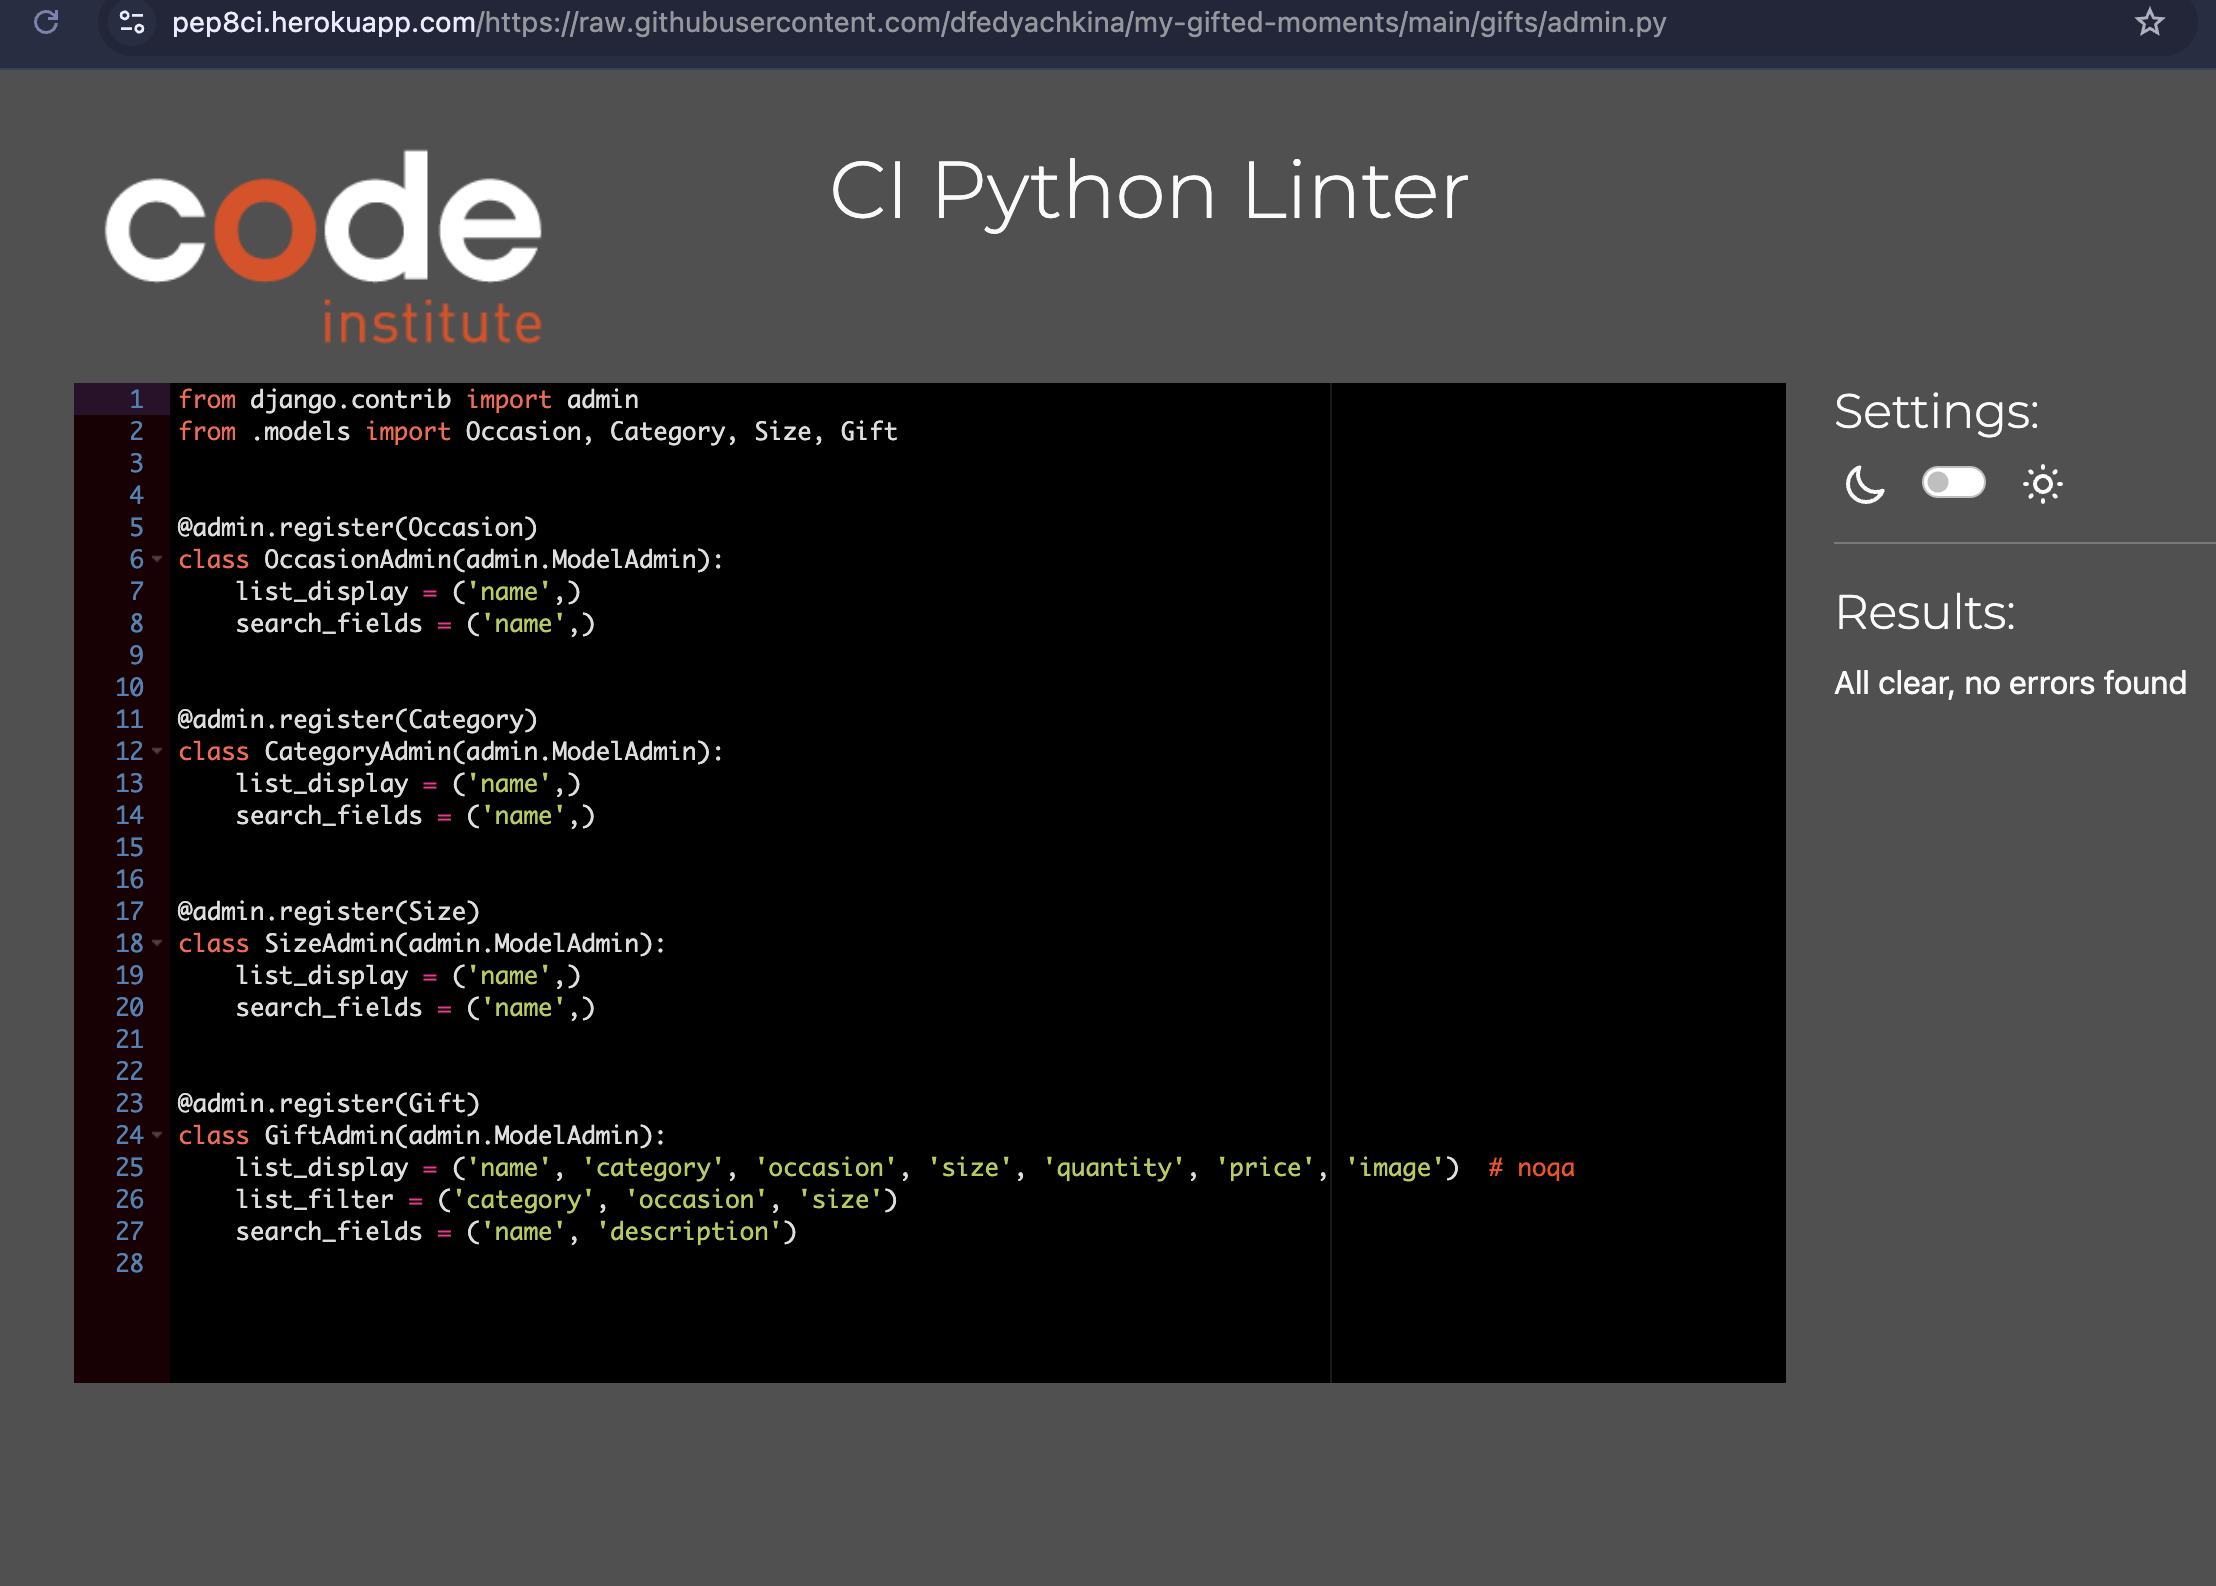 pep8ci.herokuapp.com/https://raw.githubusercontent.com/dfedyachkina/my-gifted-moments/main/gifts/admin.py
code
institute
CI Python Linter
1 from django.contrib import admin
2 from .models import Occasion, Category, Size, Gift
3
4
5 @admin.register(Occasion)
6 class OccasionAdmin(admin.ModelAdmin):
7     list_display = ('name',)
8     search_fields = ('name',)
9
10
11 @admin.register(Category)
12 class CategoryAdmin(admin.ModelAdmin):
13     list_display = ('name',)
14     search_fields = ('name',)
15
16
17 @admin.register(Size)
18 class SizeAdmin(admin.ModelAdmin):
19     list_display = ('name',)
20     search_fields = ('name',)
21
22
23 @admin.register(Gift)
24 class GiftAdmin(admin.ModelAdmin):
25     list_display = ('name', 'category', 'occasion', 'size', 'quantity', 'price', 'image')  # noqa
26     list_filter = ('category', 'occasion', 'size')
27     search_fields = ('name', 'description')
28
Settings:
Results:
All clear, no errors found